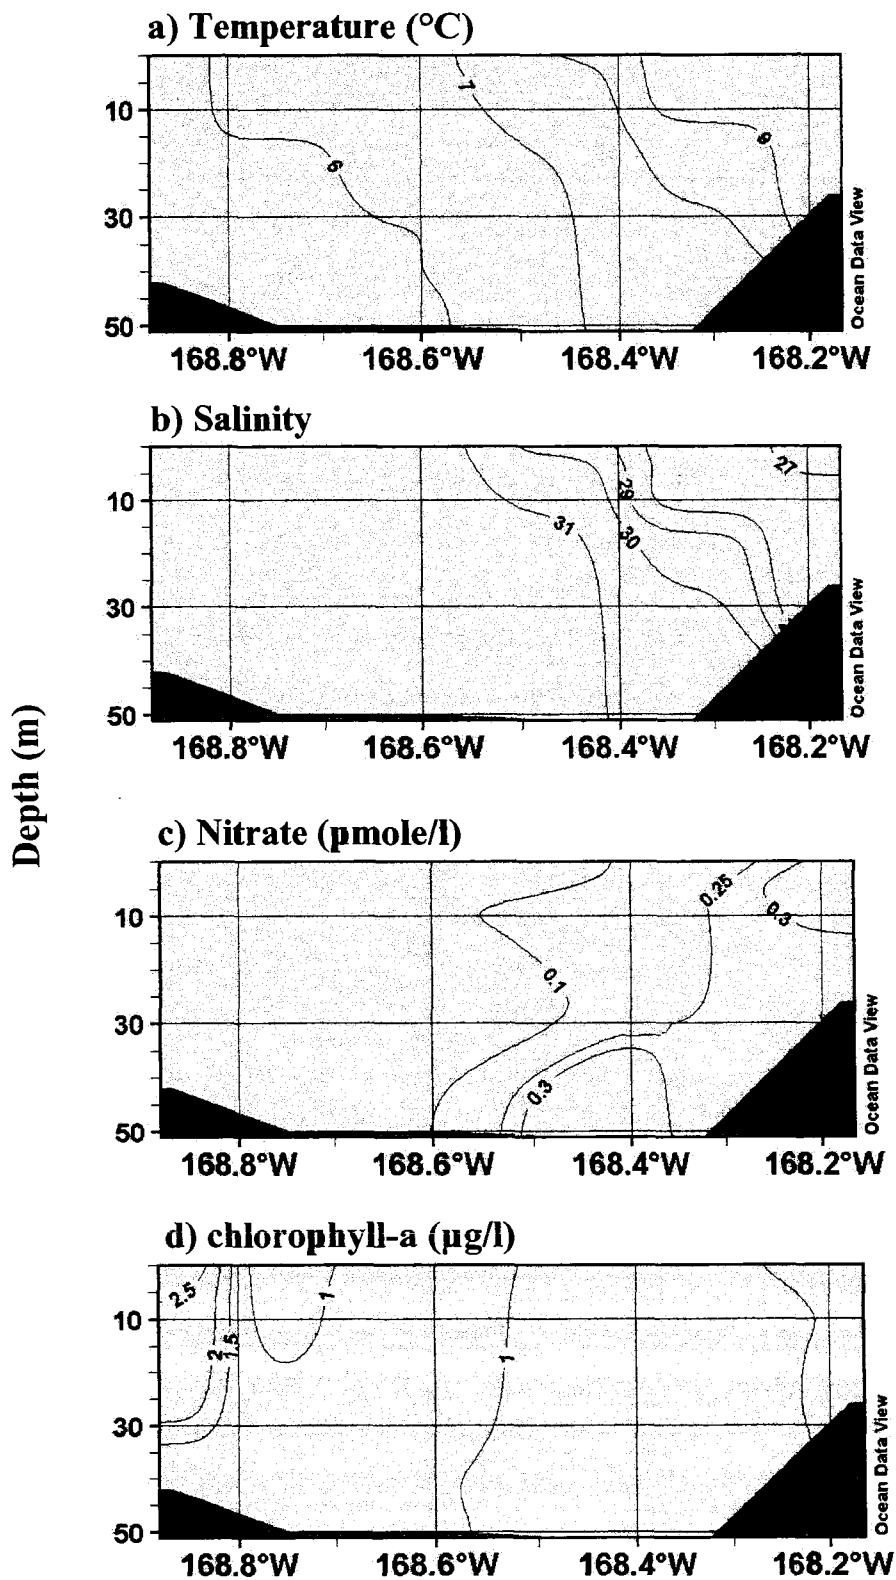 a) Temperature (°C)
10
30
50
6
7
9
168.8°W 168.6°W 168.4°W 168.2°W
Ocean Data View
b) Salinity
10
30
50
31
30
29
27
168.8°W 168.6°W 168.4°W 168.2°W
Ocean Data View
Depth (m)
c) Nitrate (µmole/l)
10
30
50
0.1
0.3
0.25
0.3
168.8°W 168.6°W 168.4°W 168.2°W
Ocean Data View
d) chlorophyll-a (µg/l)
10
30
50
2.5
2
1.5
1
1
168.8°W 168.6°W 168.4°W 168.2°W
Ocean Data View